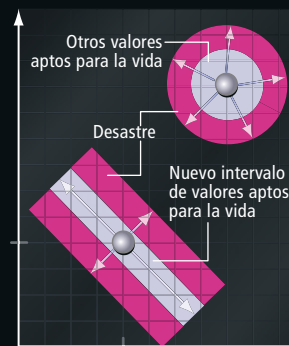 Otros valores
aptos para la vida
Desastre
Nuevo intervalo
de valores aptos
para la vida